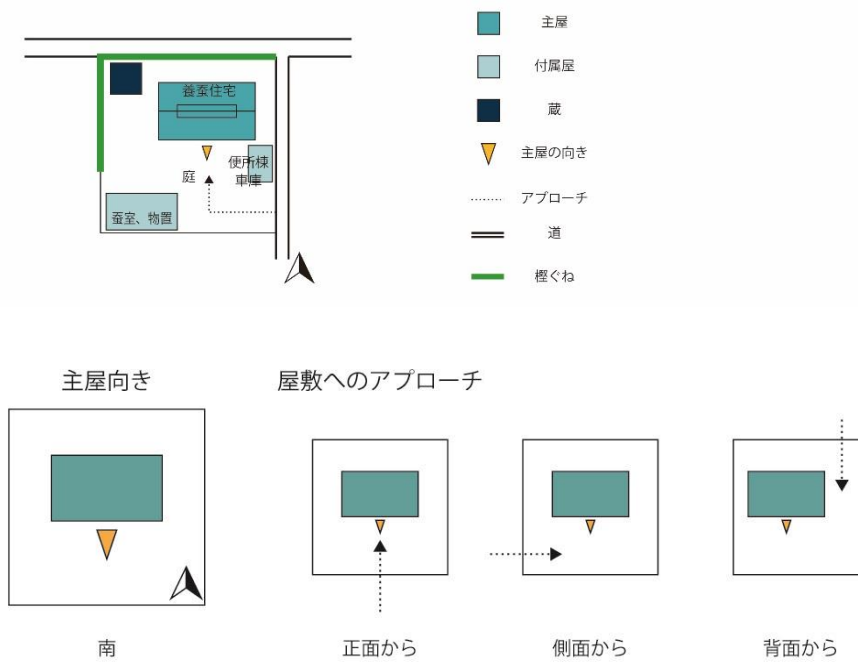 養蚕住宅
便所棟
車庫
庭
蚕室、物置
主屋
付属屋
蔵
主屋の向き
アプローチ
道
樫ぐね
主屋向き
屋敷へのアプローチ
南
正面から
側面から
背面から